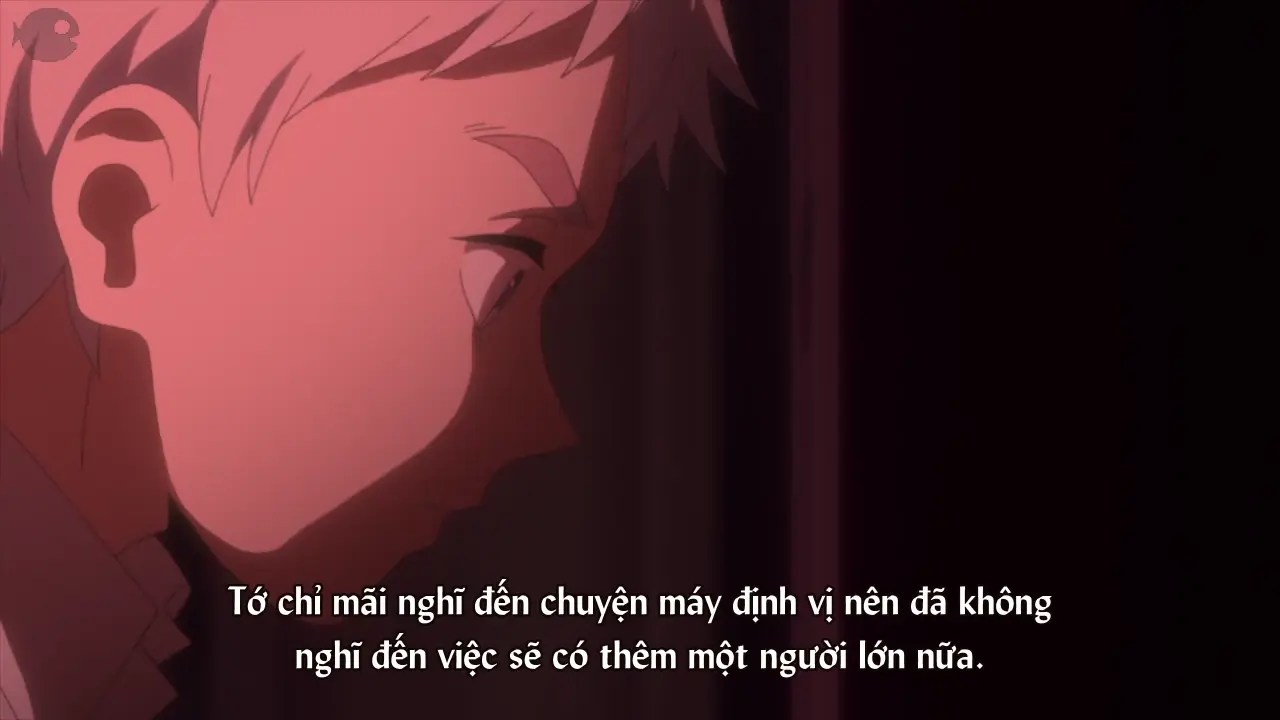 Tớ chỉ mãi nghĩ đến chuyện máy định vị nên đã không
nghĩ đến việc sẽ có thêm một người lớn nữa.